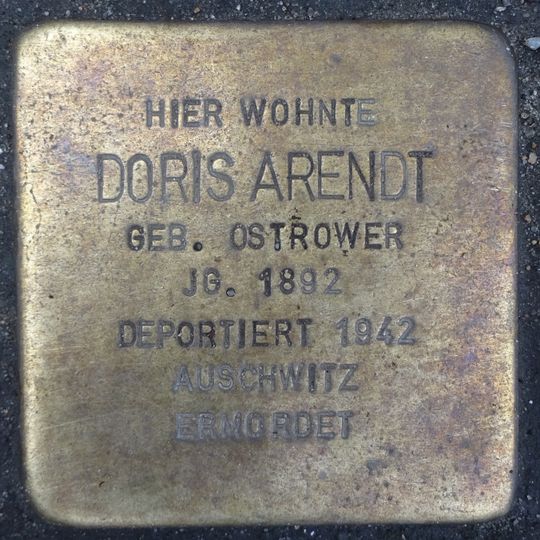 HIER WOHNTE
DORIS ARENDT
GEB. OSTROWER
JG. 1892
DEPORTIERT 1942
AUSCHWITZ
ERMORDET